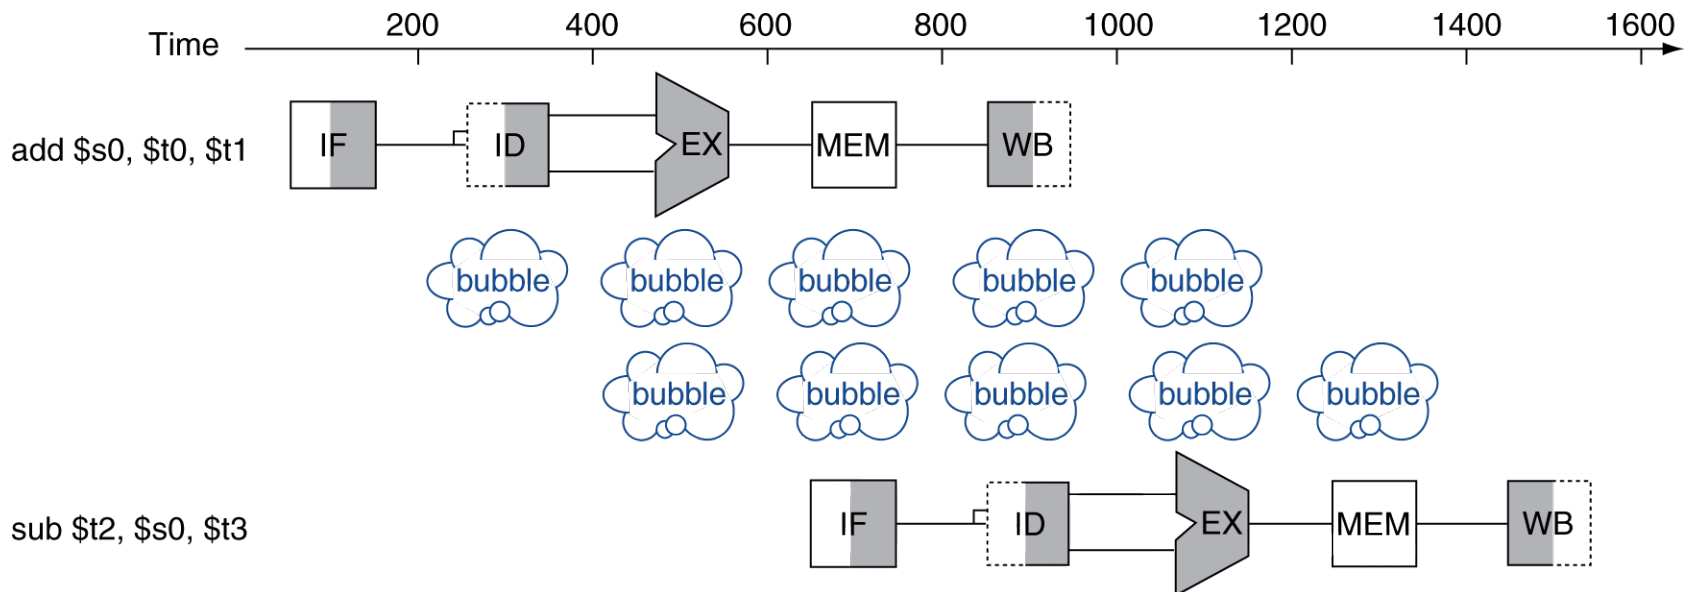 200 400 600 800 1000 1200 1400 1600
Time
add $s0, $t0, $t1 IF ID EX MEM WB
bubble bubble bubble bubble bubble
bubble bubble bubble bubble bubble
sub $t2, $s0, $t3 IF ID EX MEM WB